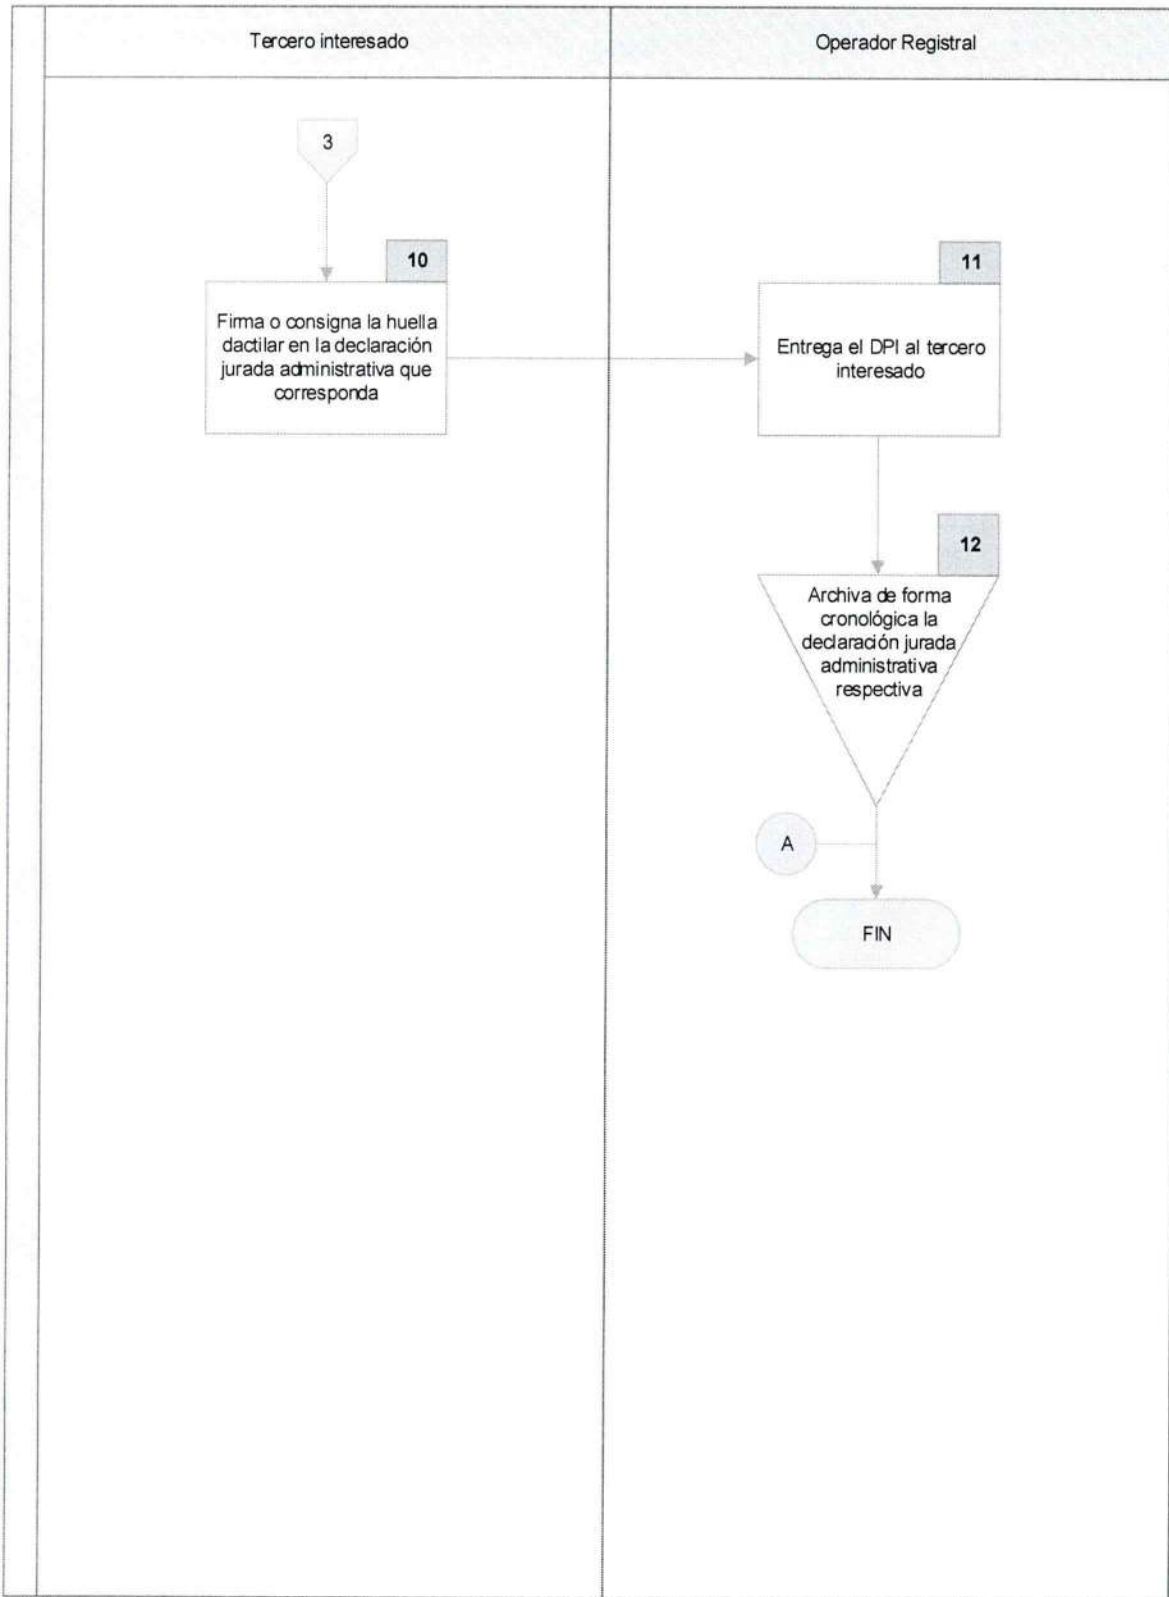 Tercero interesado
Operador Registral
3
10
Firma o consigna la huella
dactilar en la declaración
jurada administrativa que
corresponda
11
Entrega el DPI al tercero
interesado
12
Archiva de forma
cronológica la
declaración jurada
administrativa
respectiva
A
FIN